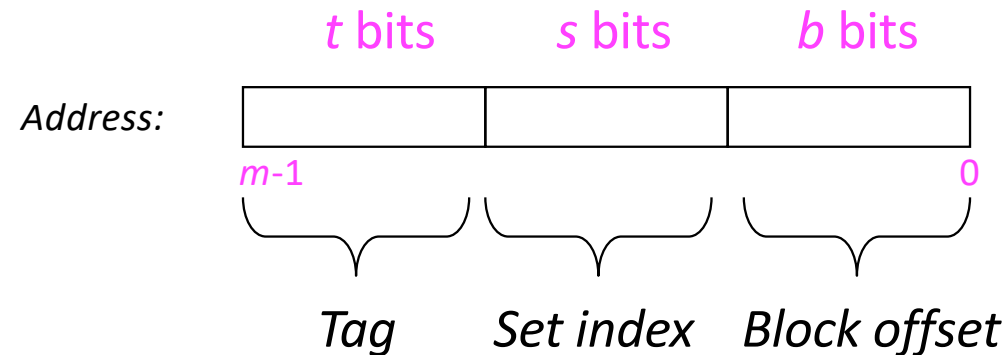 t bits s bits b bits
Address:
m-1 0
Tag Set index Block offset